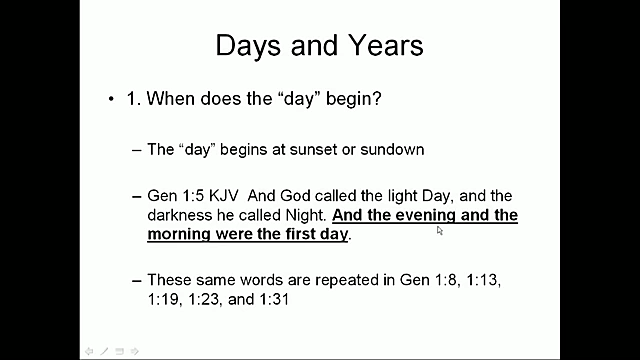 Days and Years
• 1. When does the “day” begin?
– The “day” begins at sunset or sundown
– Gen 1:5 KJV  And God called the light Day, and the
darkness he called Night. And the evening and the
morning were the first day.
– These same words are repeated in Gen 1:8, 1:13,
1:19, 1:23, and 1:31